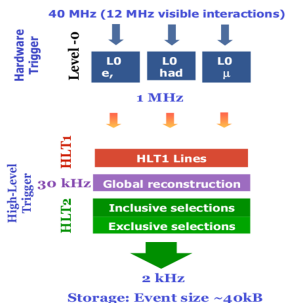 40 MHz (12 MHz visible interactions)
Hardware
Trigger
Level -0
L0
e,
L0
had
L0
μ
1 MHz
High-Level
Trigger
HLT1
HLT1 Lines
30 kHz
Global reconstruction
HLT2
Inclusive selections
Exclusive selections
2 kHz
Storage: Event size ~40kB